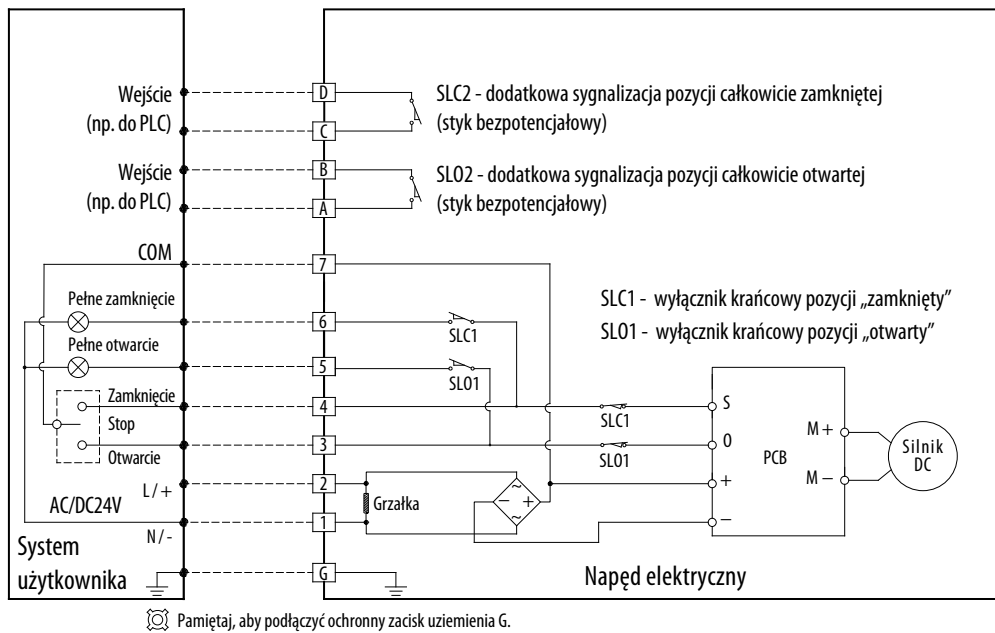 Wejście
(np. do PLC)
D
C
SLC2 - dodatkowa sygnalizacja pozycji całkowicie zamkniętej
(styk bezpotencjałowy)
Wejście
(np. do PLC)
B
A
SLO2 - dodatkowa sygnalizacja pozycji całkowicie otwartej
(styk bezpotencjałowy)
COM
7
SLC1 - wyłącznik krańcowy pozycji „zamknięty”
SLO1 - wyłącznik krańcowy pozycji „otwarty”
Pełne zamknięcie
6
SLC1
Pełne otwarcie
5
SLO1
Zamknięcie
4
SLC1
S
Stop
Otwarcie
3
SLO1
O
PCB
M +
M −
Silnik
DC
L / +
2
Grzałka
~
− +
~
+
AC/DC24V
N / -
1
−
System
użytkownika
G
Napęd elektryczny
Pamiętaj, aby podłączyć ochronny zacisk uziemienia G.